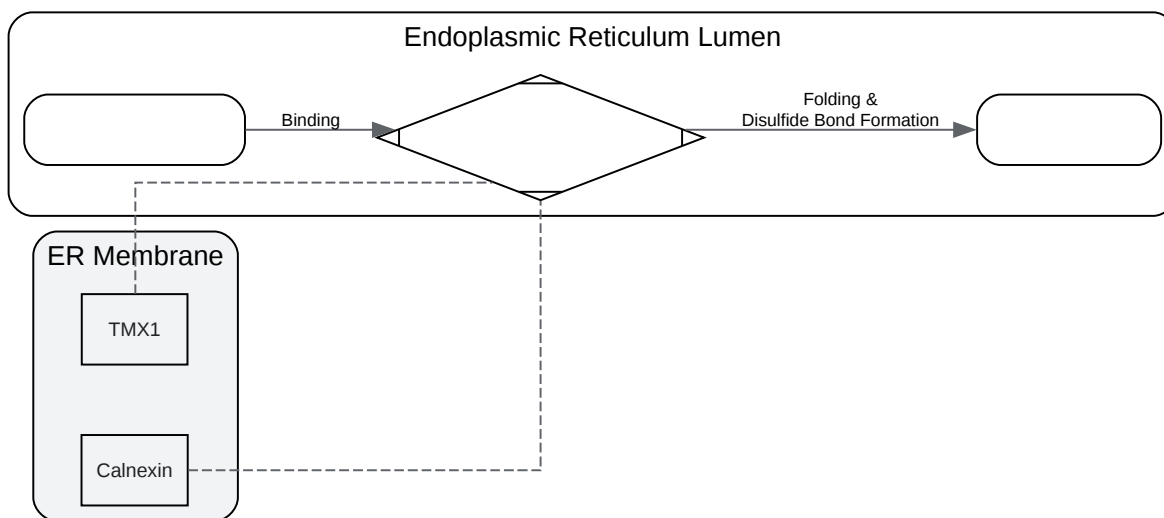 Endoplasmic Reticulum Lumen
Binding
Folding &
Disulfide Bond Formation
ER Membrane
TMX1
Calnexin